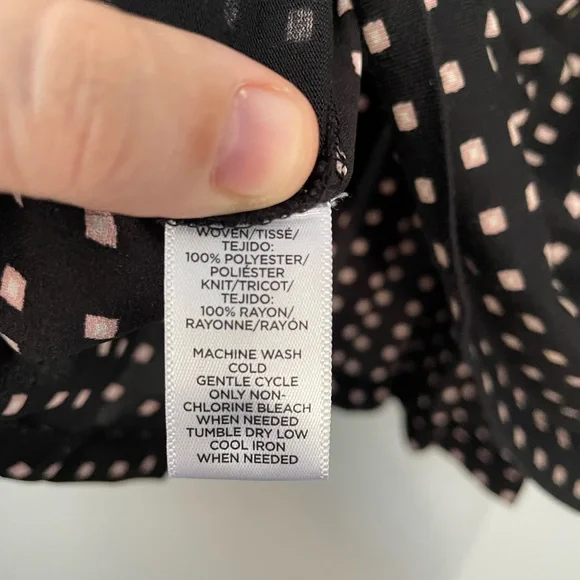 WOVEN/TISSÉ/
TEJIDO:
100% POLYESTER/
POLIÉSTER
KNIT/TRICOT/
TEJIDO:
100% RAYON/
RAYONNE/RAYÓN
MACHINE WASH
COLD
GENTLE CYCLE
ONLY NON-
CHLORINE BLEACH
WHEN NEEDED
TUMBLE DRY LOW
COOL IRON
WHEN NEEDED